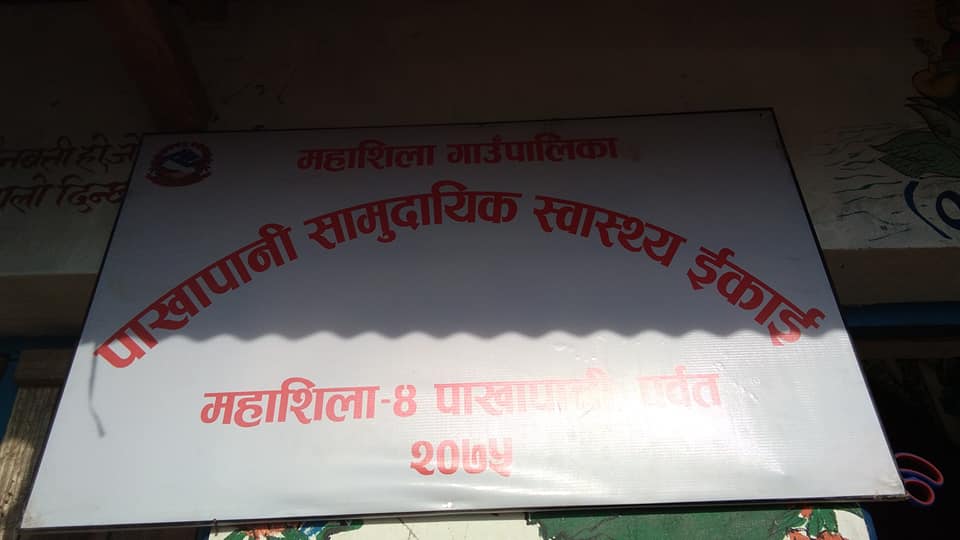 महाशिला गाउँपालिका
पाखापानी सामुदायिक स्वास्थ्य ईकाई
महाशिला-४ पाखापानी पर्वत
२०७५